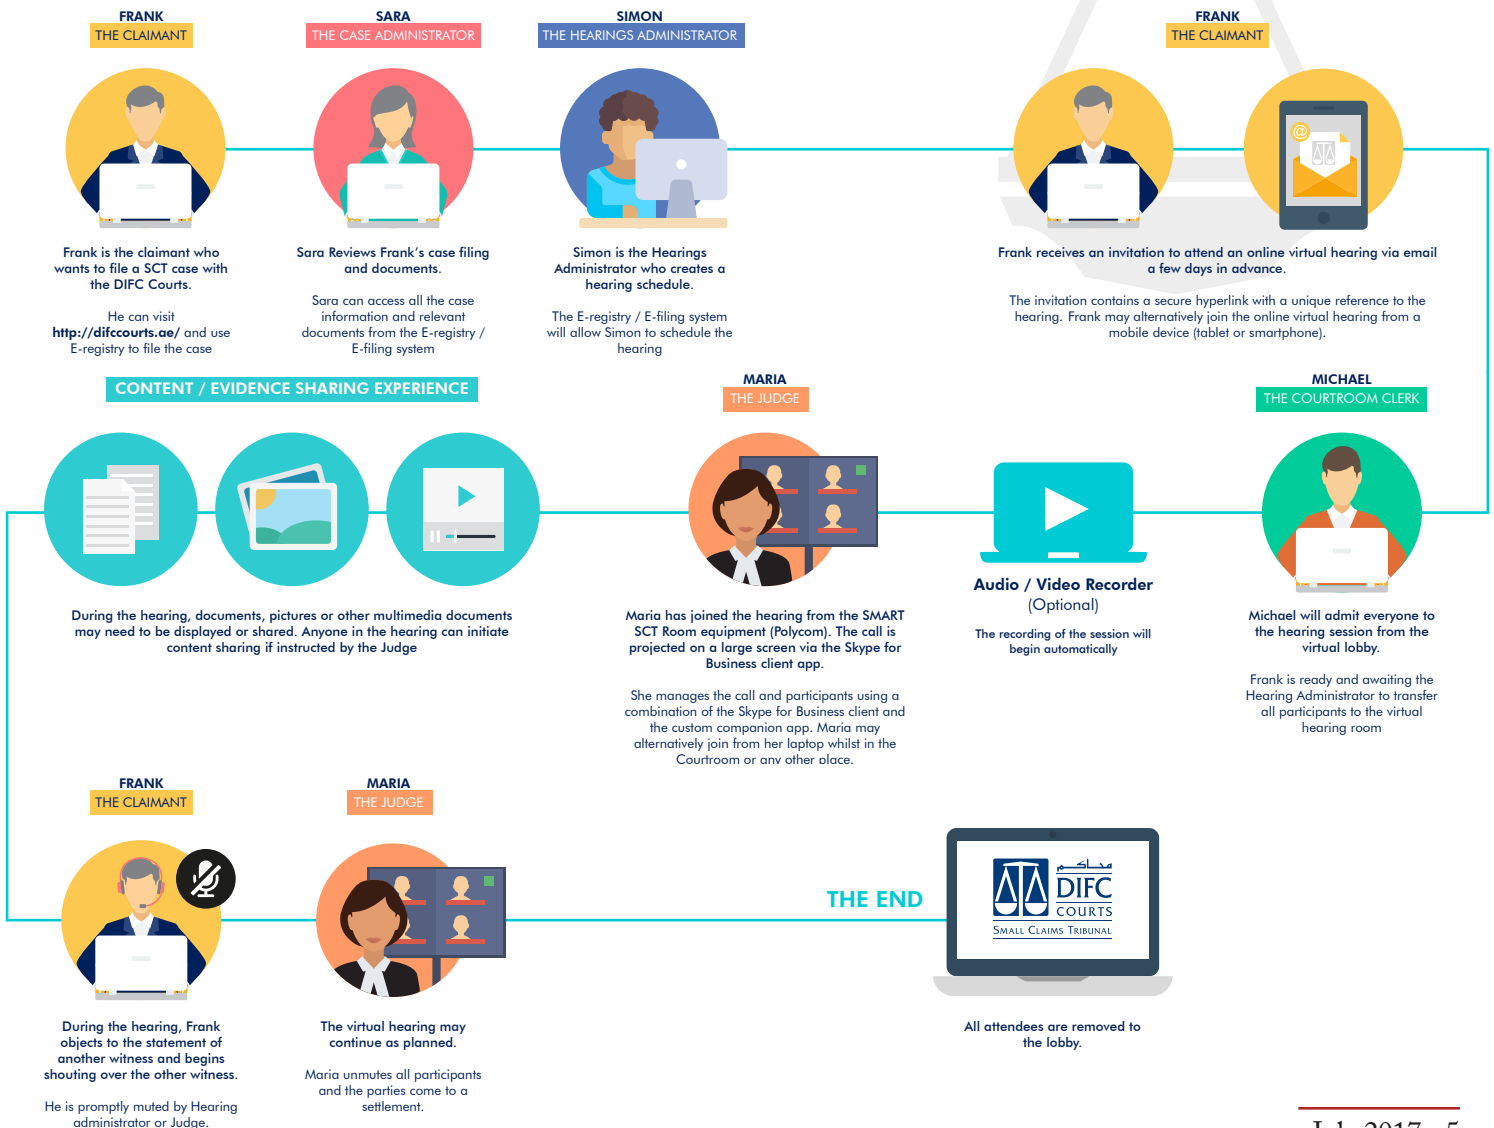 FRANK
THE CLAIMANT
Frank is the claimant who
wants to file a SCT case with
the DIFC Courts.
He can visit
http://difccourts.ae/ and use
E-registry to file the case
SARA
THE CASE ADMINISTRATOR
Sara Reviews Frank's case filing
and documents.
Sara can access all the case
information and relevant
documents from the E-registry /
E-filing system
SIMON
THE HEARINGS ADMINISTRATOR
Simon is the Hearings
Administrator who creates a
hearing schedule.
The E-registry / E-filing system
will allow Simon to schedule the
hearing
FRANK
THE CLAIMANT
@
Frank receives an invitation to attend an online virtual hearing via email
a few days in advance.
The invitation contains a secure hyperlink with a unique reference to the
hearing. Frank may alternatively join the online virtual hearing from a
mobile device (tablet or smartphone).
MICHAEL
THE COURTROOM CLERK
Michael will admit everyone to
the hearing session from the
virtual lobby.
Frank is ready and awaiting the
Hearing Administrator to transfer
all participants to the virtual
hearing room
Audio / Video Recorder
(Optional)
The recording of the session will
begin automatically
MARIA
THE JUDGE
Maria has joined the hearing from the SMART
SCT Room equipment (Polycom). The call is
projected on a large screen via the Skype for
Business client app.
She manages the call and participants using a
combination of the Skype for Business client and
the custom companion app. Maria may
alternatively join from her laptop whilst in the
Courtroom or any other place.
CONTENT / EVIDENCE SHARING EXPERIENCE
During the hearing, documents, pictures or other multimedia documents
may need to be displayed or shared. Anyone in the hearing can initiate
content sharing if instructed by the Judge
FRANK
THE CLAIMANT
During the hearing, Frank
objects to the statement of
another witness and begins
shouting over the other witness.
He is promptly muted by Hearing
administrator or Judge.
MARIA
THE JUDGE
The virtual hearing may
continue as planned.
Maria unmutes all participants
and the parties come to a
settlement.
THE END
محاكم
DIFC
COURTS
SMALL CLAIMS TRIBUNAL
All attendees are removed to
the lobby.
July 2017 5